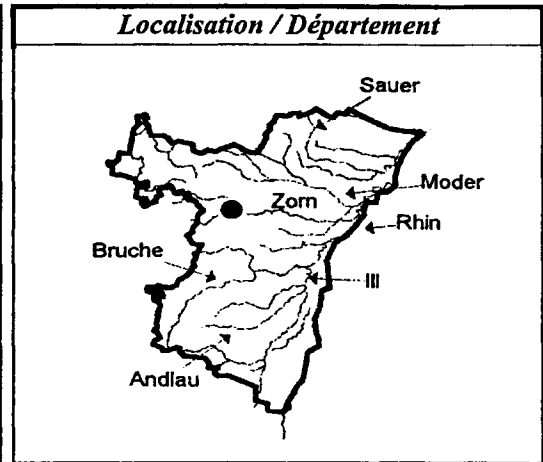 Localisation / Département
Sauer
Moder
Zorn
Rhin
Bruche
Ill
Andlau